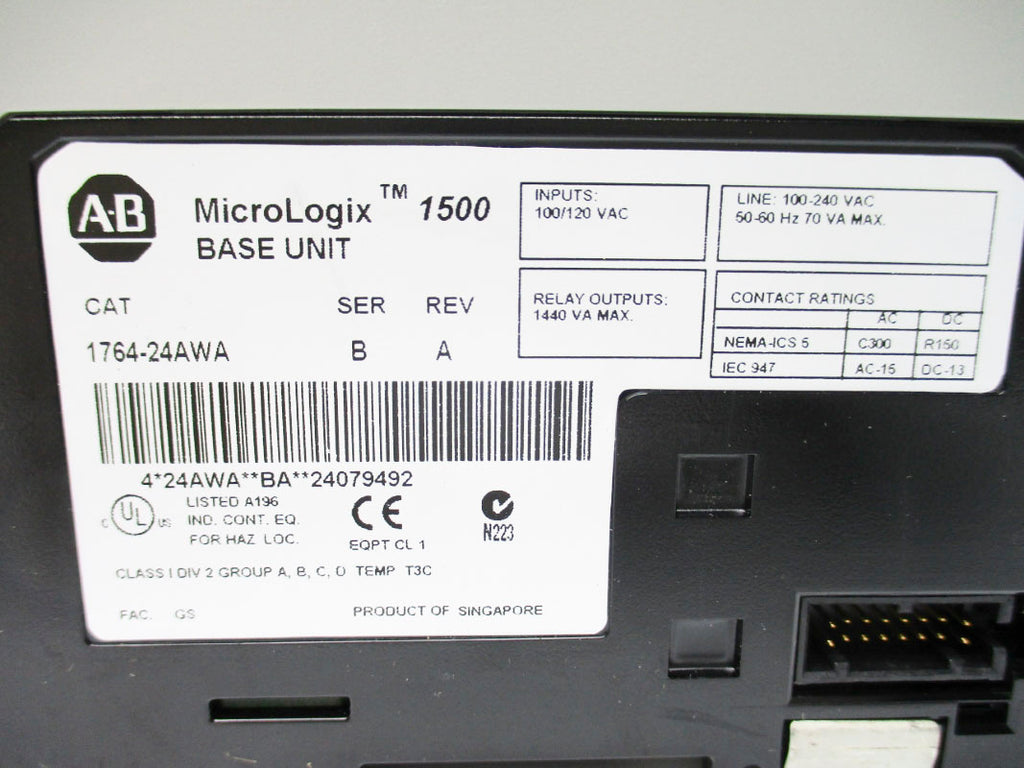 A·B
MicroLogix™ 1500
BASE UNIT
CAT SER REV
1764-24AWA B A
4*24AWA**BA**24079492
C UL US
LISTED A196
IND. CONT. EQ.
FOR HAZ. LOC.
CE
EQPT CL 1
N223
CLASS I DIV 2 GROUP A, B, C, D TEMP T3C
FAC. GS
PRODUCT OF SINGAPORE
INPUTS:
100/120 VAC
LINE: 100-240 VAC
50-60 Hz 70 VA MAX.
RELAY OUTPUTS:
1440 VA MAX.
CONTACT RATINGS
AC DC
NEMA-ICS 5 C300 R150
IEC 947 AC-15 DC-13